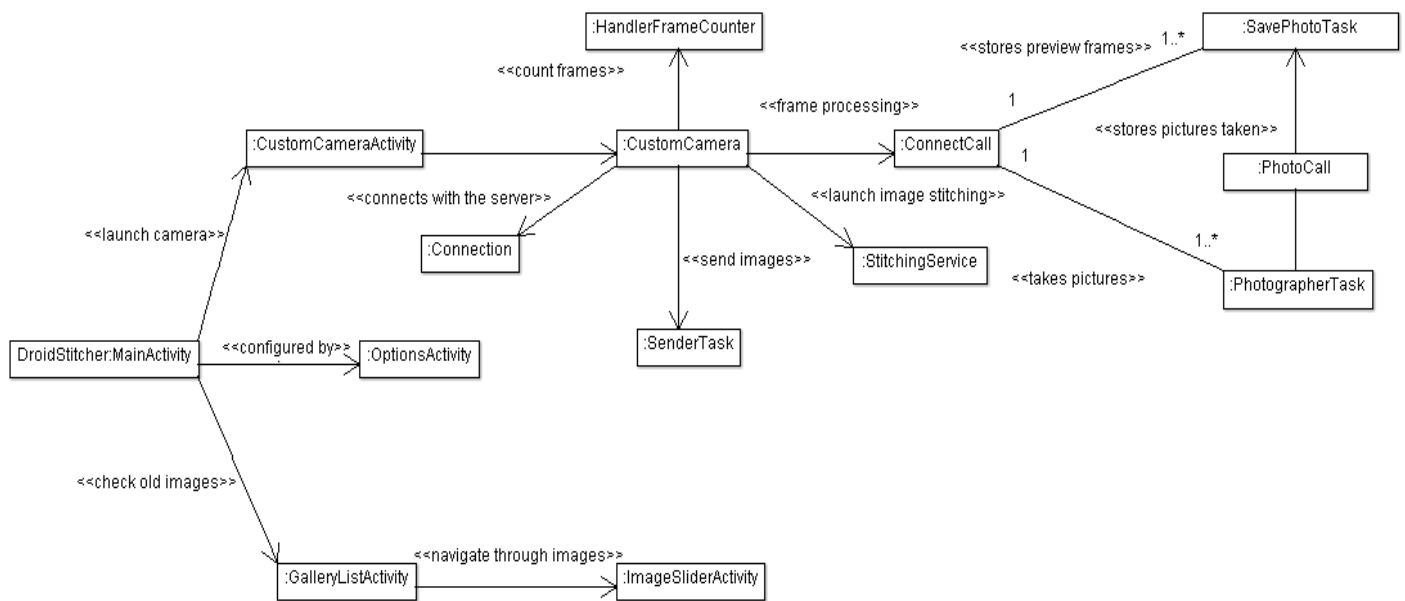 :HandlerFrameCounter
:SavePhotoTask
1..*
<<stores preview frames>>
<<count frames>>
<<frame processing>>
1
<<stores pictures taken>>
:CustomCameraActivity
:CustomCamera
:ConnectCall
1
:PhotoCall
<<connects with the server>>
<<launch image stitching>>
<<launch camera>>
:Connection
<<send images>>
:StitchingService
1..*
<<takes pictures>>
:PhotographerTask
DroidStitcher:MainActivity
<<configured by>>
:OptionsActivity
:SenderTask
<<check old images>>
<<navigate through images>>
:GalleryListActivity
:ImageSliderActivity